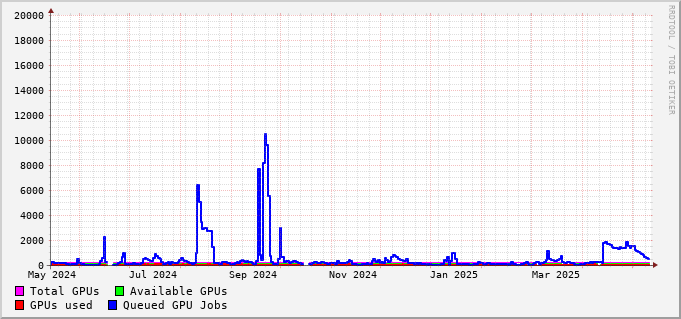 RRDTOOL / TOBI OETIKER
20000
18000
16000
14000
12000
10000
8000
6000
4000
2000
0
May 2024 Jul 2024 Sep 2024 Nov 2024 Jan 2025 Mar 2025
Total GPUs Available GPUs
GPUs used Queued GPU Jobs